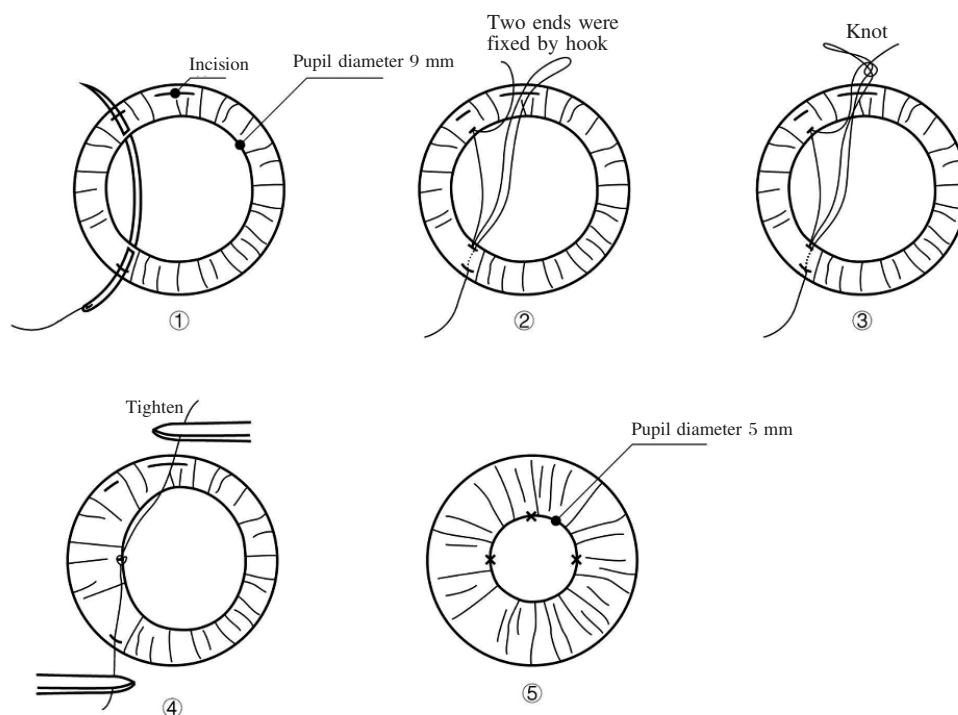 Two ends were
fixed by hook
Knot
Incision
Pupil diameter 9 mm
①
②
③
Tighten
Pupil diameter 5 mm
④
⑤